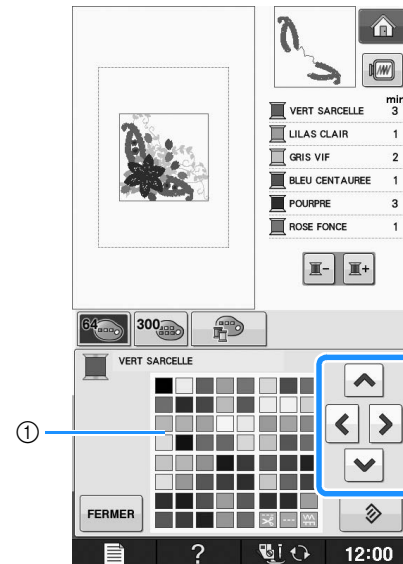 min
VERT SARCELLE 3
LILAS CLAIR 1
GRIS VIF 2
BLEU CENTAUREE 1
POURPRE 3
ROSE FONCE 1
- +
64 300
VERT SARCELLE
①
FERMER
? 12:00